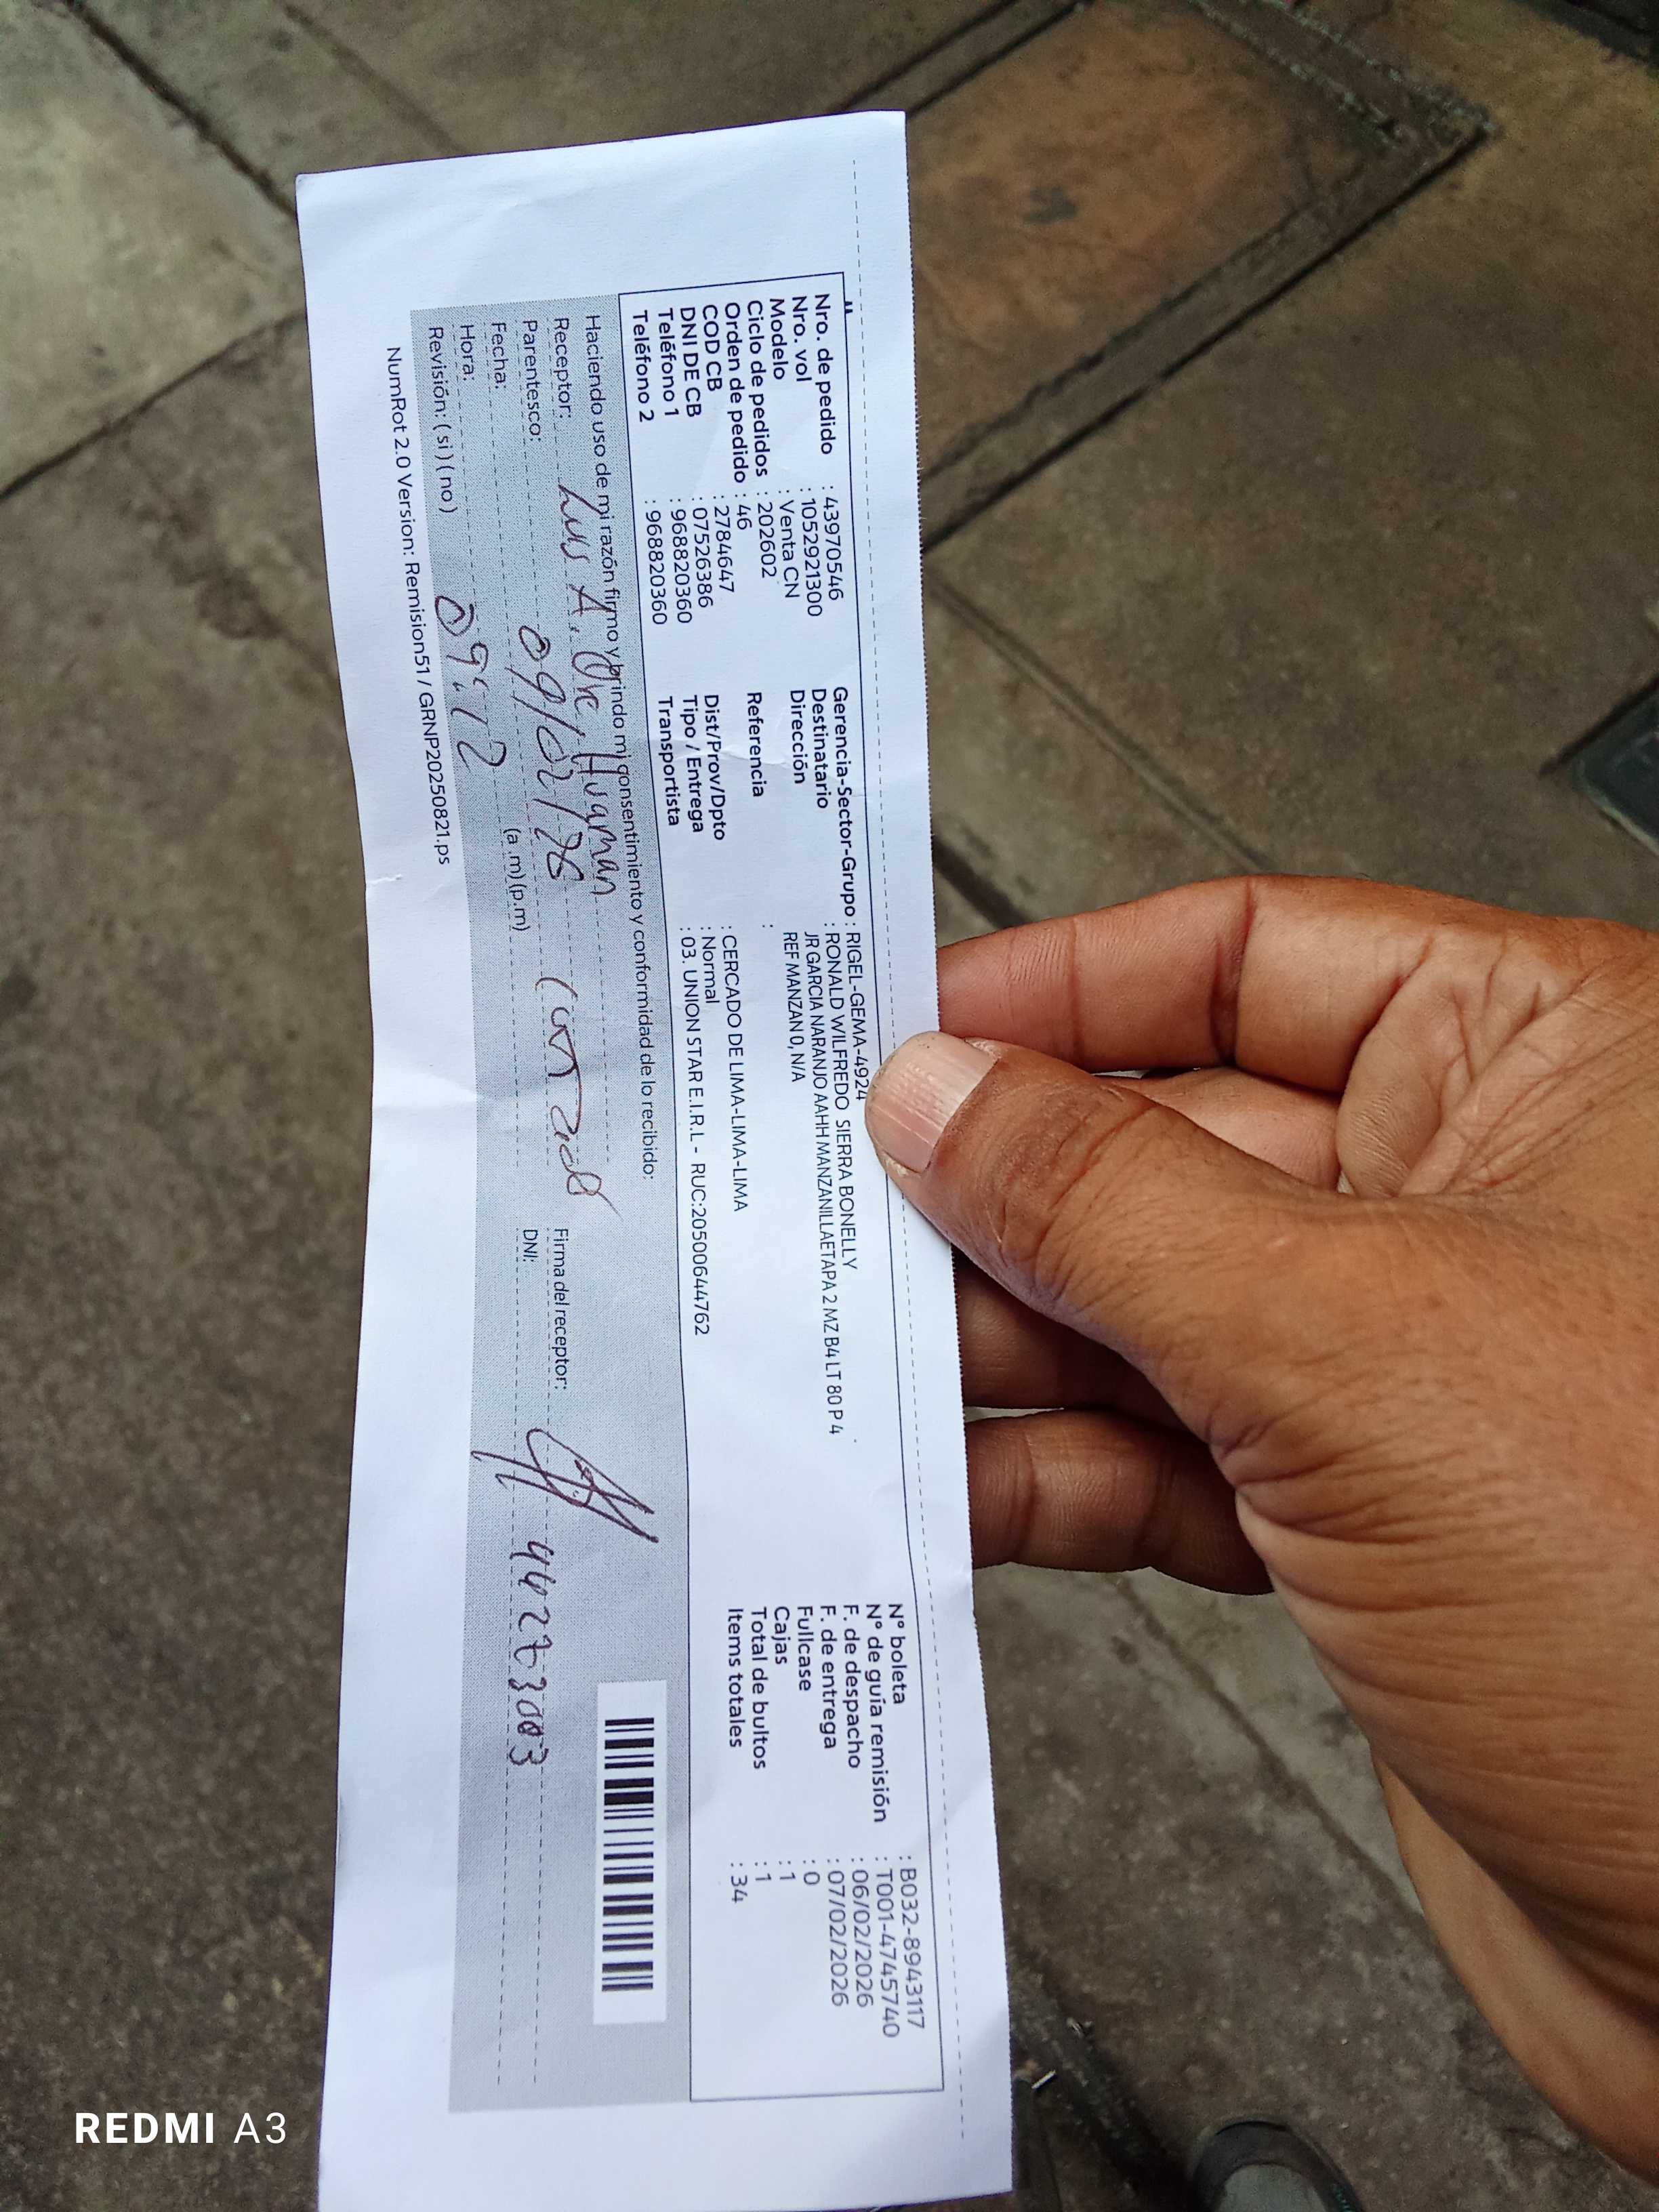 Nro. de pedido : 43970546
Nro. vol : 1052921300
Modelo : Venta CN
Ciclo de pedidos : 202602
Orden de pedido : 46
COD CB : 2784647
DNI DE CB : 07526386
Teléfono 1 : 968820360
Teléfono 2 : 968820360
Gerencia-Sector-Grupo : RIGEL-GEMA-4924
Destinatario : RONALD WILFREDO SIERRA BONELLY
Dirección JR GARCIA NARANJO AAHH MANZANILLAETAPA 2 MZ B4 LT 80 P 4
REF MANZAN 0, N/A
Referencia :
Dist/Prov/Dpto : CERCADO DE LIMA-LIMA-LIMA
Tipo / Entrega : Normal
Transportista : 03. UNION STAR E.I.R.L - RUC:20500644762
N° boleta : B032-8943117
N° de guía remisión : T001-4745740
F. de despacho : 06/02/2026
F. de entrega : 07/02/2026
Fullcase : 0
Cajas : 1
Total de bultos : 1
Items totales : 34
Haciendo uso de mi razón firmo y brindo mi consentimiento y conformidad de lo recibido:
Receptor: Luis A. Huaman
Parentesco:
Fecha: 09/02/26
Hora: 09:12 (a .m) (p.m)
Revisión: ( si ) ( no )
Firma del receptor:
DNI:
NumRot 2.0 Version: Remision51 / GRNP20250821.ps
REDMI A3